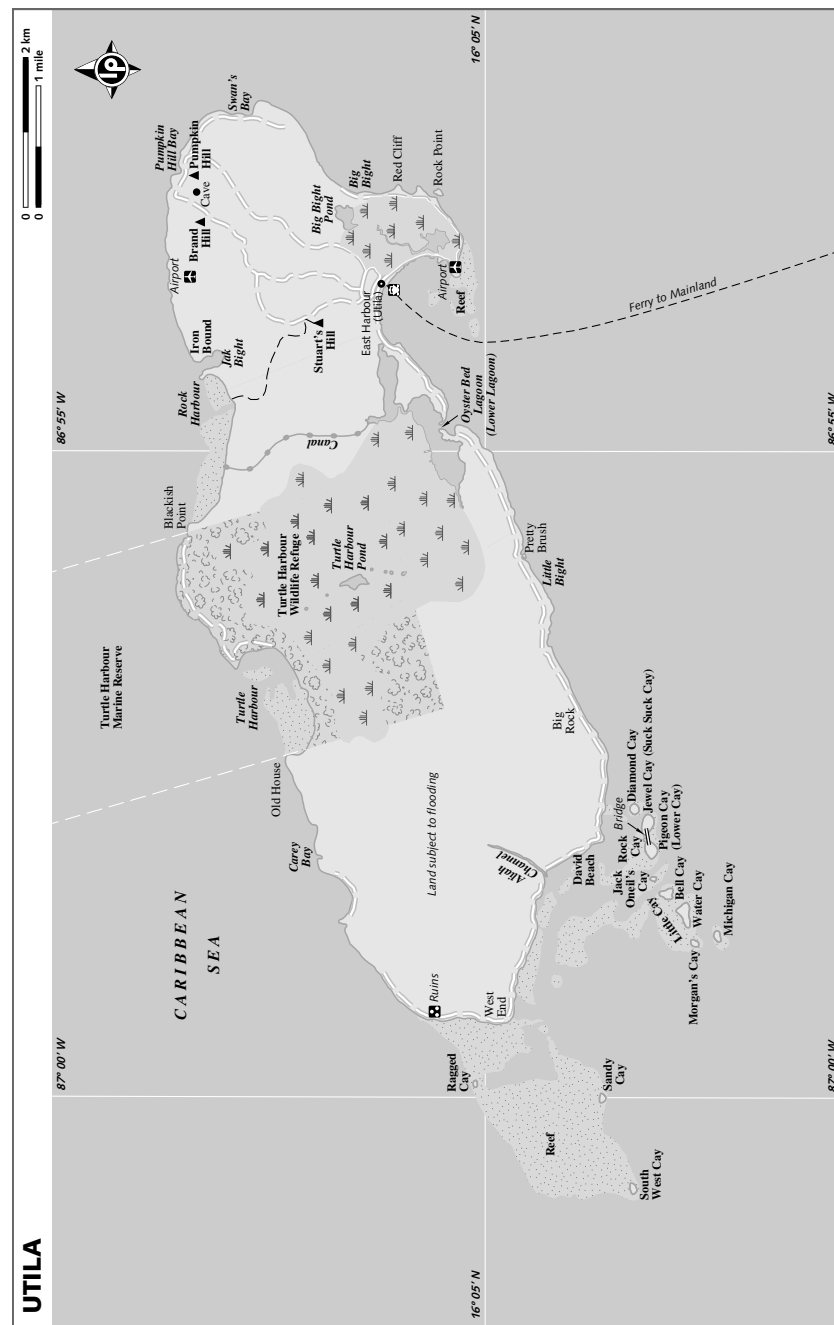 UTILA
0
2 km
0
1 mile
lp
87° 00' W
86° 55' W
16° 05' N
16° 05' N
87° 00' W
86° 55' W
CARIBBEAN
SEA
Turtle Harbour
Marine Reserve
Blackish
Point
Rock
Harbour
Jak
Bight
Iron
Bound
Airport
Brand
Hill
Cave
Pumpkin
Hill
Pumpkin
Hill Bay
Swan's
Bay
Stuart's
Hill
Canal
Turtle
Harbour
Turtle Harbour
Wildlife Refuge
Turtle
Harbour
Pond
Old House
Carey
Bay
Land subject to flooding
Big Bight
Pond
Big
Bight
Red Cliff
Rock Point
East Harbour
(Utila)
Airport
Reef
Ferry to Mainland
Oyster Bed
Lagoon
(Lower Lagoon)
Pretty
Brush
Little
Bight
Big
Rock
Aliah
Channel
David
Beach
Ruins
West
End
Ragged
Cay
Reef
Sandy
Cay
South
West Cay
Jack
Oneil's
Cay
Rock
Cay
Bridge
Diamond Cay
Jewel Cay (Suck Suck Cay)
Pigeon Cay
(Lower Cay)
Little Cay
Bell Cay
Water Cay
Morgan's Cay
Michigan Cay